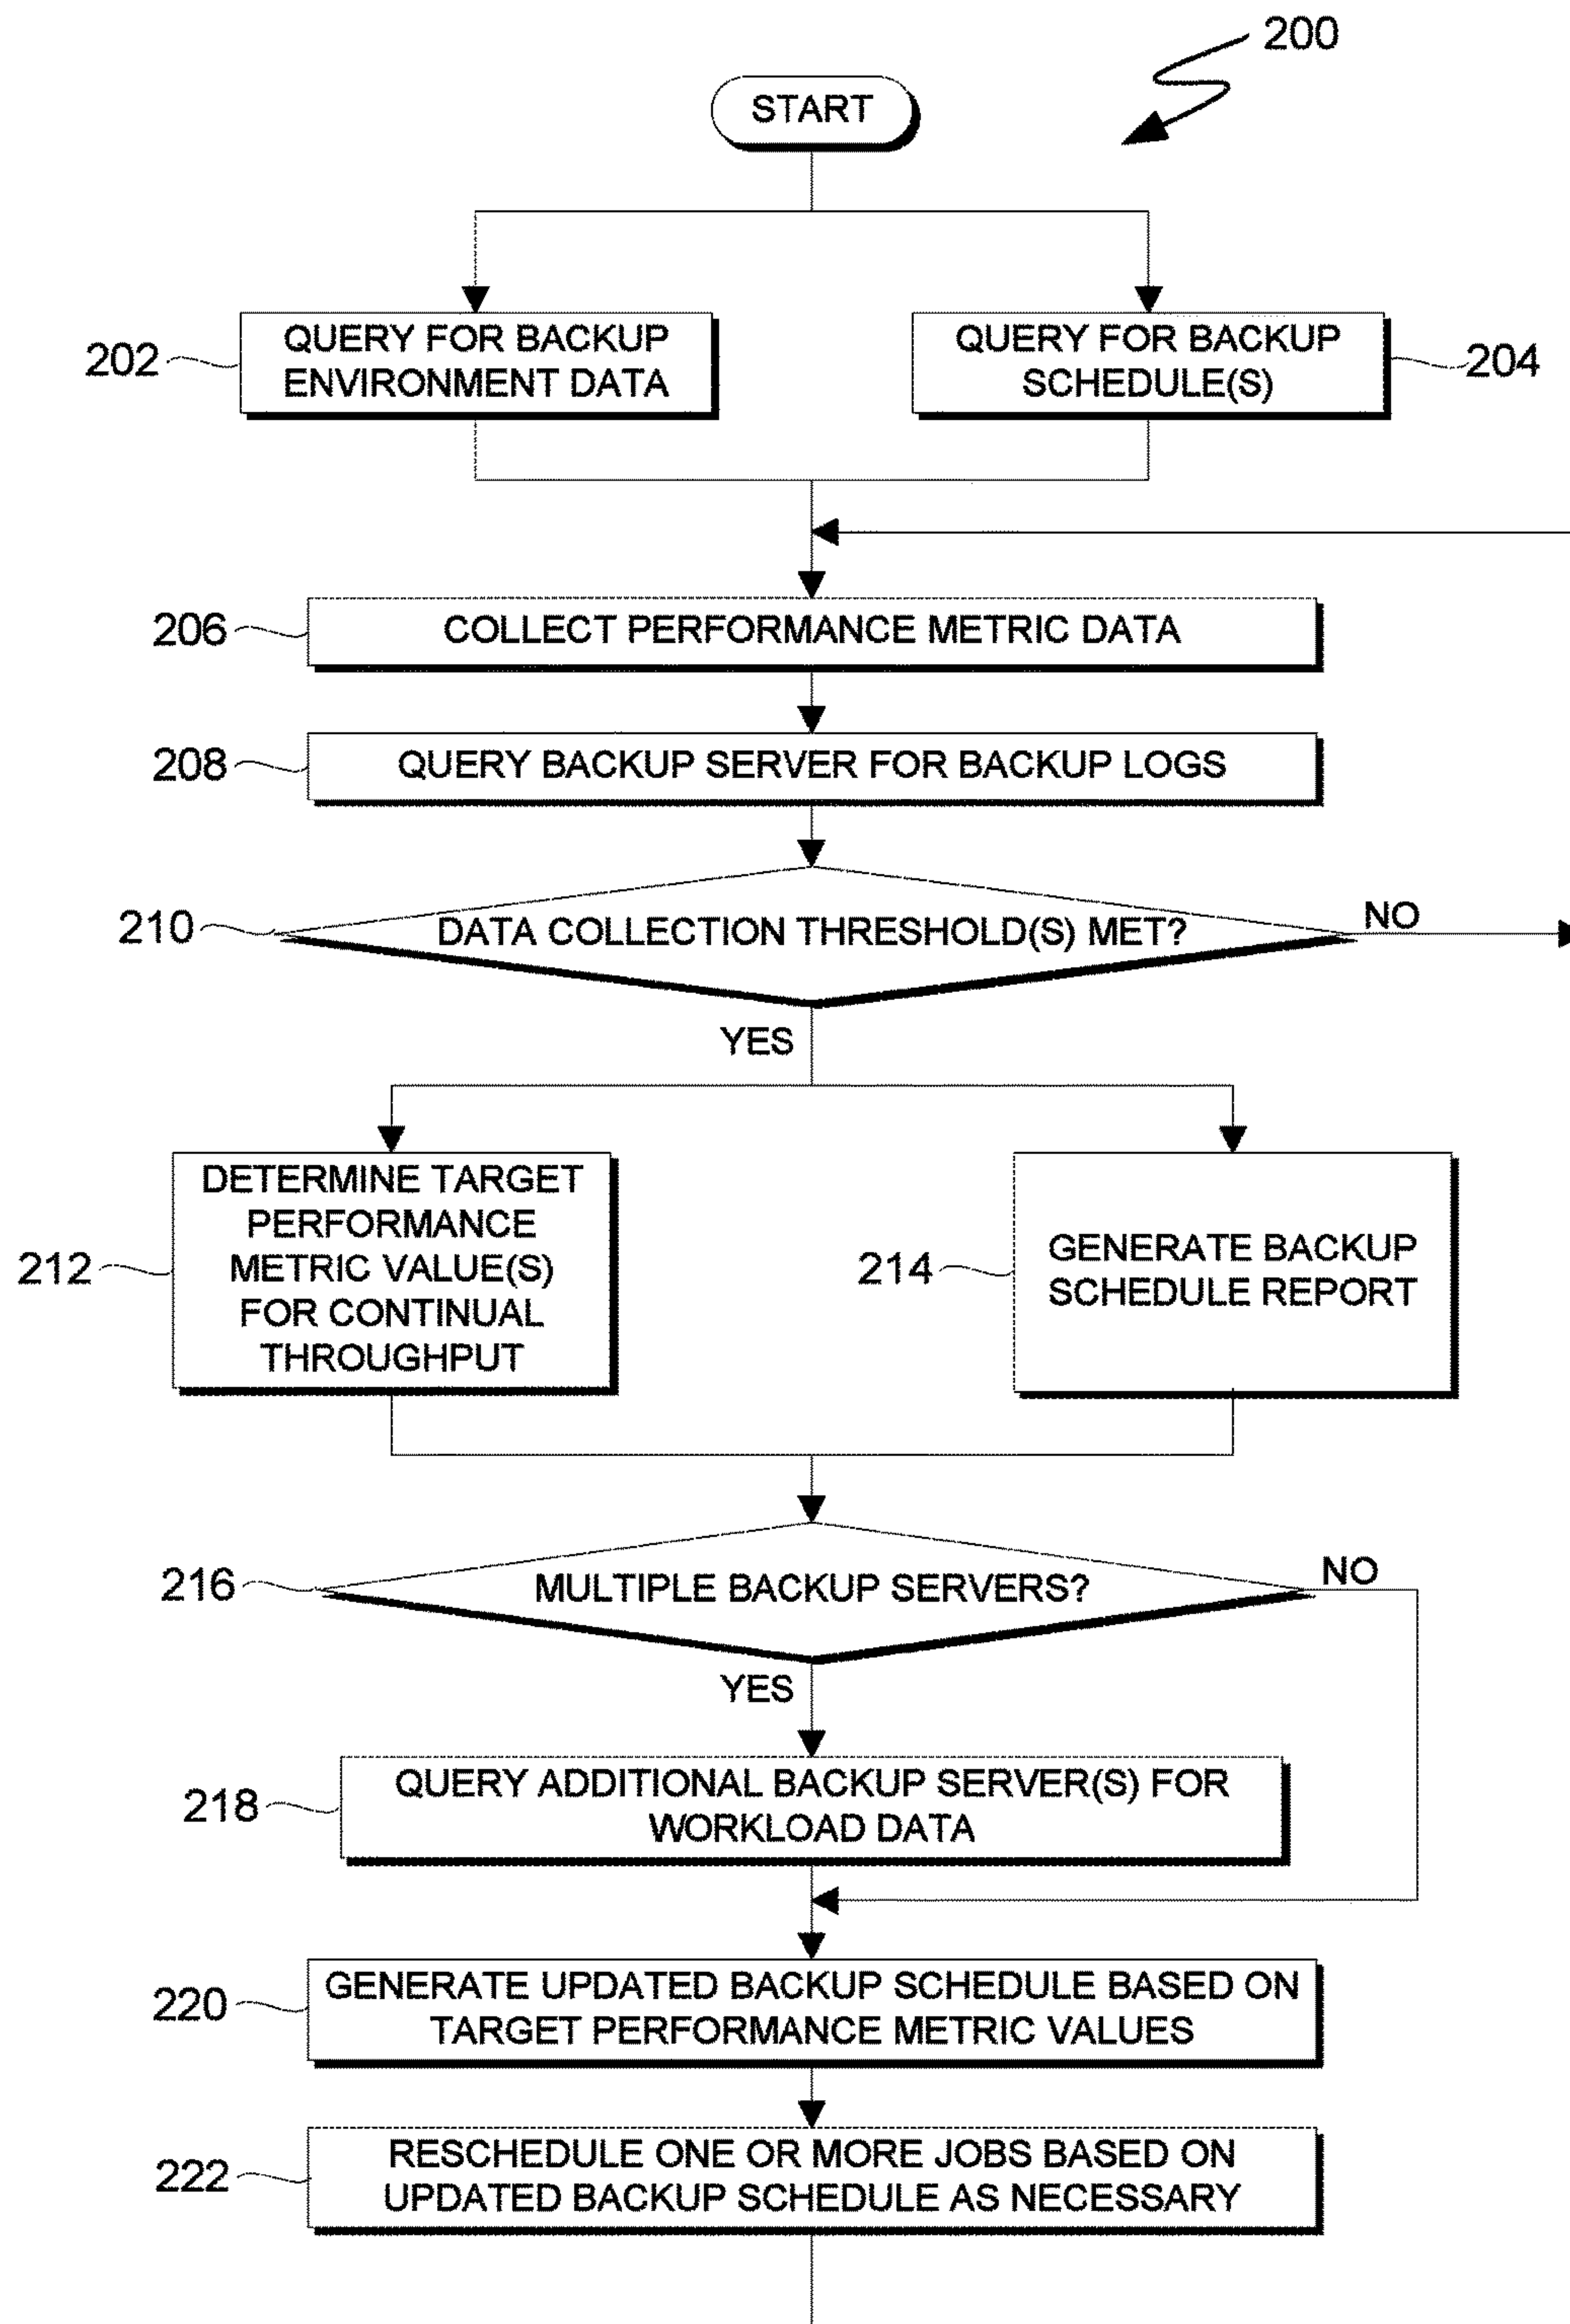 200
START
202
QUERY FOR BACKUP
ENVIRONMENT DATA
QUERY FOR BACKUP
SCHEDULE(S)
204
206
COLLECT PERFORMANCE METRIC DATA
208
QUERY BACKUP SERVER FOR BACKUP LOGS
210
DATA COLLECTION THRESHOLD(S) MET?
NO
YES
212
DETERMINE TARGET
PERFORMANCE
METRIC VALUE(S)
FOR CONTINUAL
THROUGHPUT
214
GENERATE BACKUP
SCHEDULE REPORT
216
MULTIPLE BACKUP SERVERS?
NO
YES
218
QUERY ADDITIONAL BACKUP SERVER(S) FOR
WORKLOAD DATA
220
GENERATE UPDATED BACKUP SCHEDULE BASED ON
TARGET PERFORMANCE METRIC VALUES
222
RESCHEDULE ONE OR MORE JOBS BASED ON
UPDATED BACKUP SCHEDULE AS NECESSARY